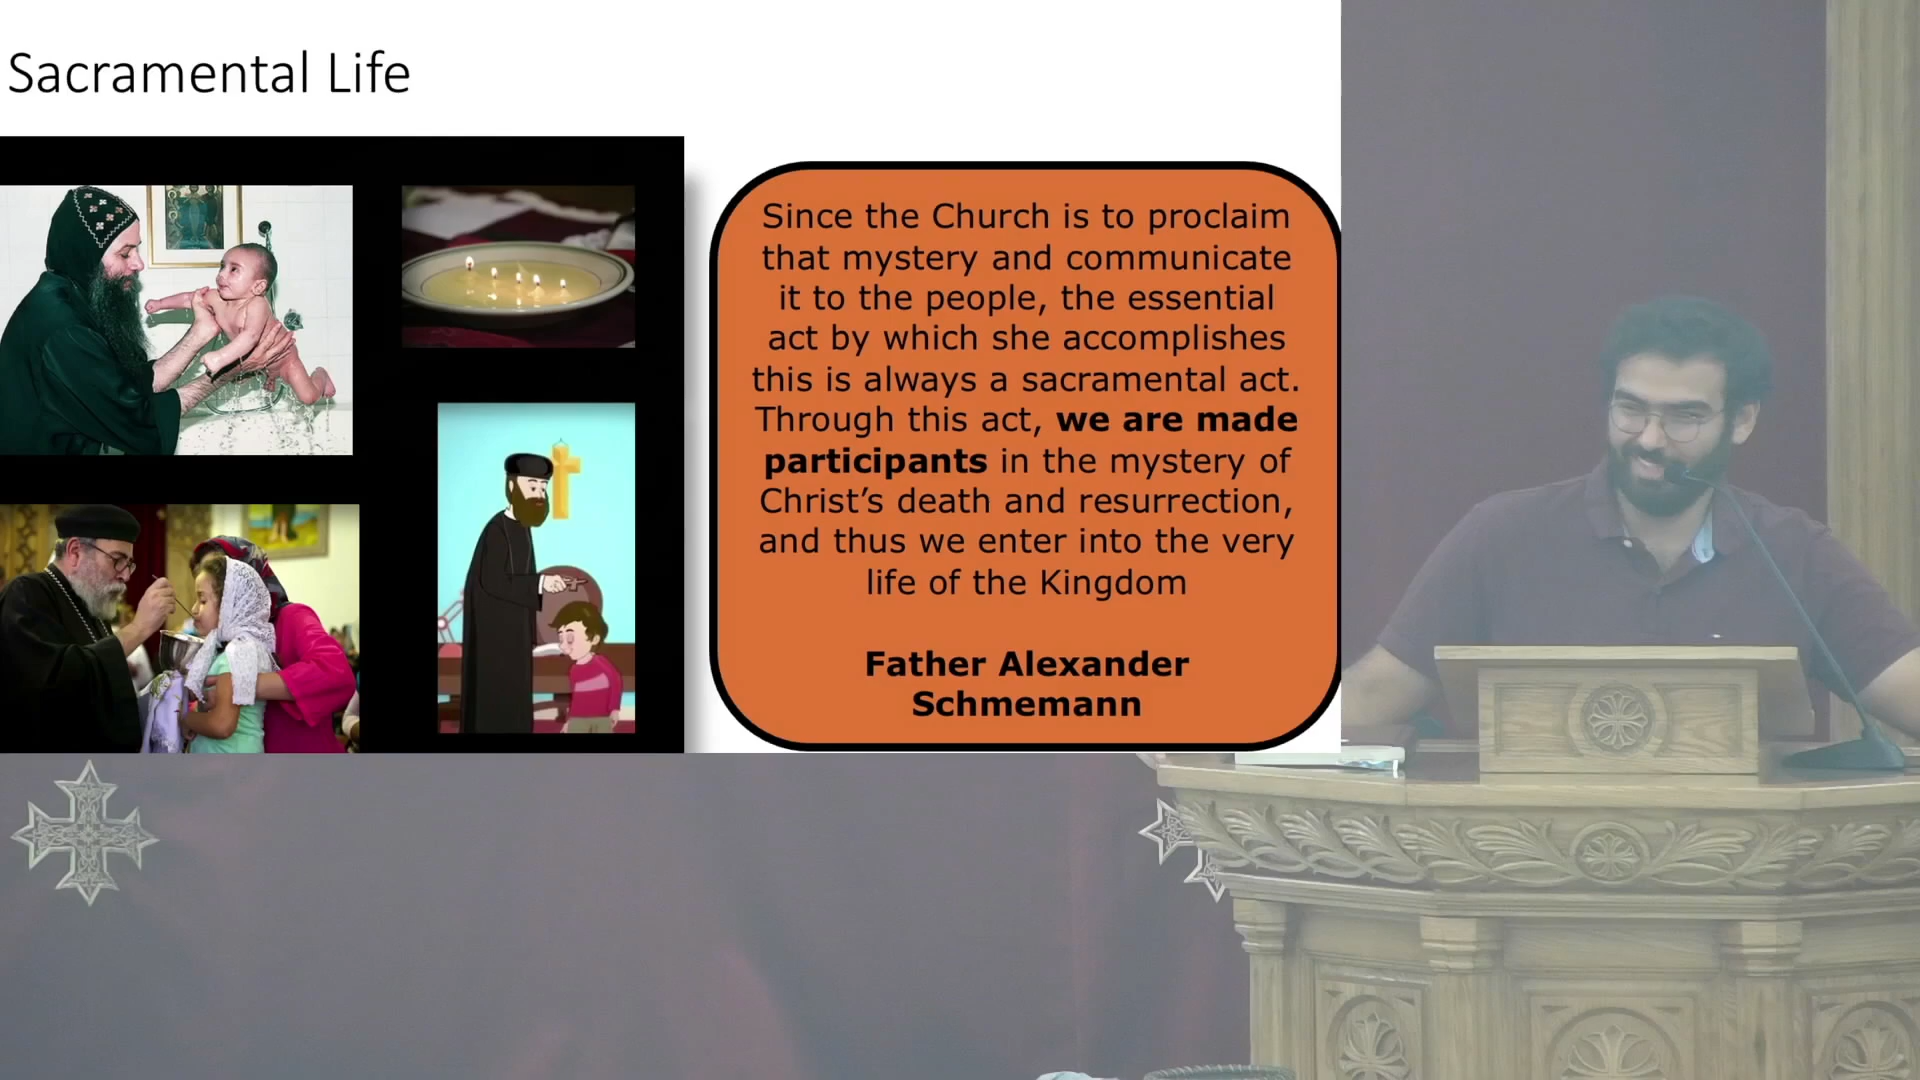 Sacramental Life
Since the Church is to proclaim
that mystery and communicate
it to the people, the essential
act by which she accomplishes
this is always a sacramental act.
Through this act, we are made
participants in the mystery of
Christ’s death and resurrection,
and thus we enter into the very
life of the Kingdom
Father Alexander
Schmemann